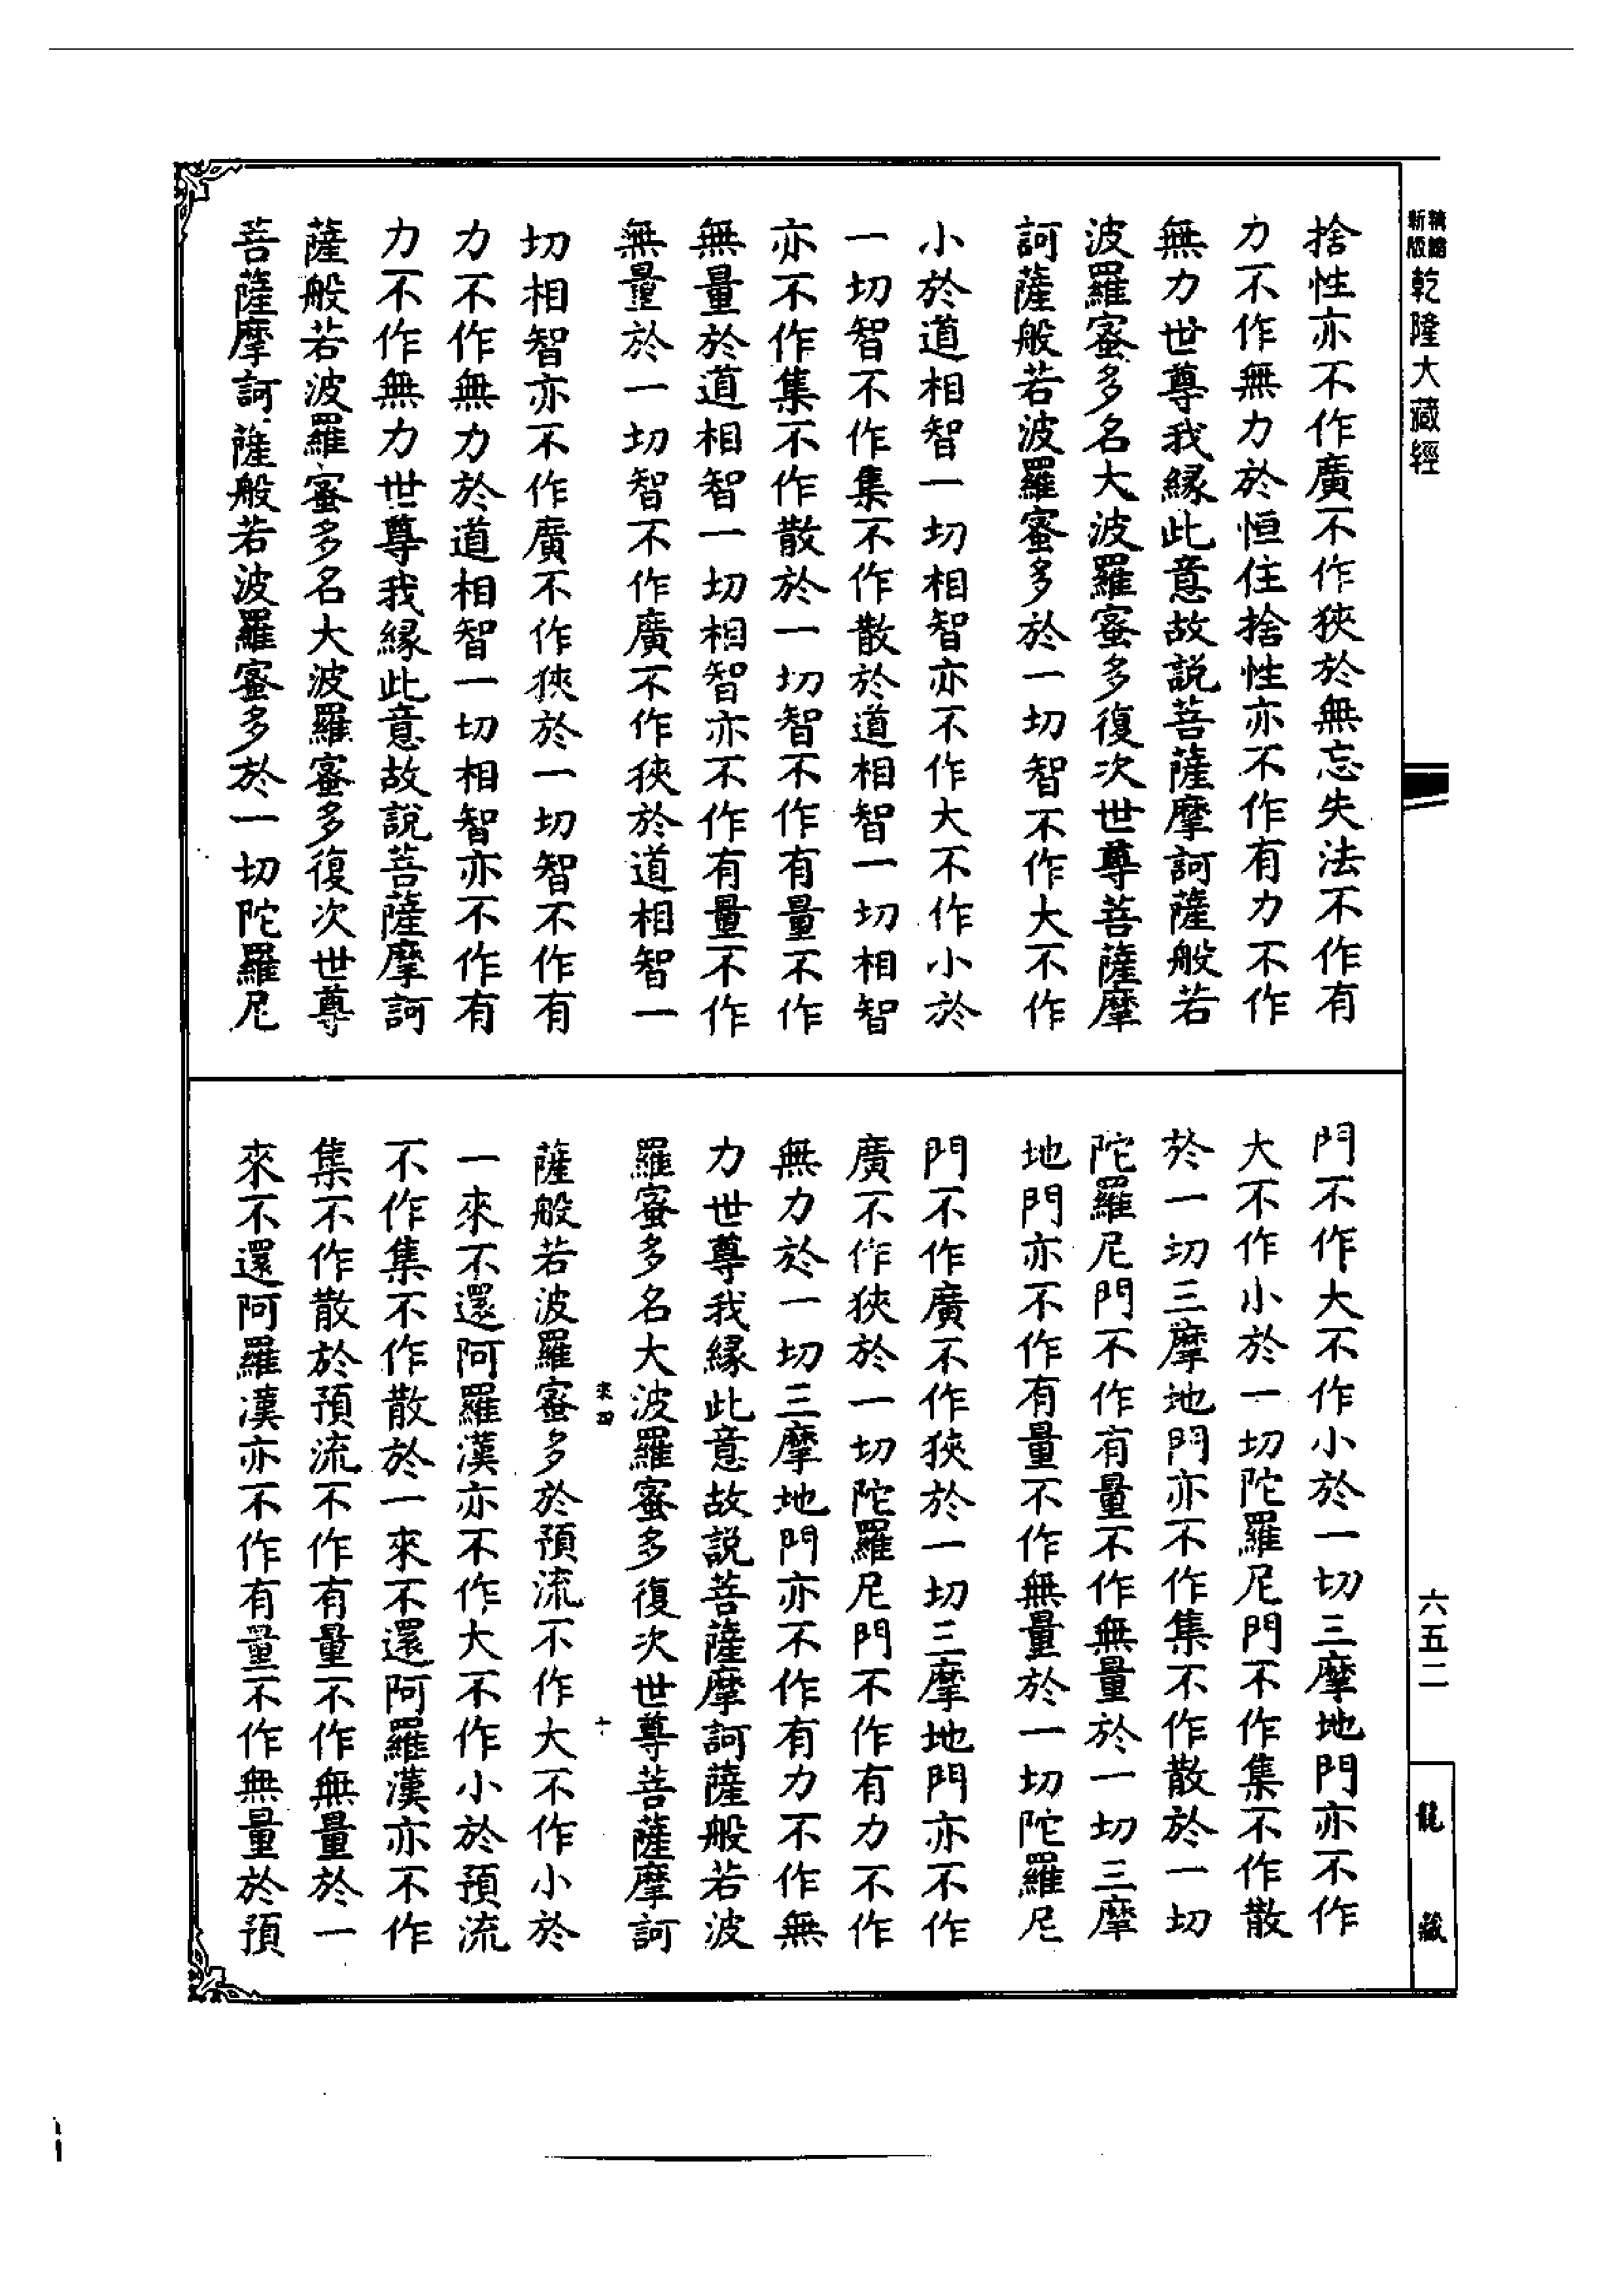 精縮新版乾隆大藏經
捨性亦不作廣不作狹於無忘失法不作有
力不作無力於恒住捨性亦不作有力不作
無力世尊我緣此意故說菩薩摩訶薩般若
波羅蜜多名大波羅蜜多復次世尊菩薩摩
訶薩般若波羅蜜多於一切智不作大不作
小於道相智一切相智亦不作大不作小於
一切智不作集不作散於道相智一切相智
亦不作集不作散於一切智不作有量不作
無量於道相智一切相智亦不作有量不作
無量於一切智不作廣不作狹於道相智一
切相智亦不作廣不作狹於一切智不作有
力不作無力於道相智一切相智亦不作有
力不作無力世尊我緣此意故說菩薩摩訶
薩般若波羅蜜多名大波羅蜜多復次世尊
菩薩摩訶薩般若波羅蜜多於一切陀羅尼
門不作大不作小於一切三摩地門亦不作
大不作小於一切陀羅尼門不作集不作散
於一切三摩地門亦不作集不作散於一切
陀羅尼門不作有量不作無量於一切三摩
地門亦不作有量不作無量於一切陀羅尼
門不作廣不作狹於一切三摩地門亦不作
廣不作狹於一切陀羅尼門不作有力不作
無力於一切三摩地門亦不作有力不作無
力世尊我緣此意故說菩薩摩訶薩般若波
羅蜜多名大波羅蜜多復次世尊菩薩摩訶
薩般若波羅蜜多於預流不作大不作小於
一來不還阿羅漢亦不作大不作小於預流
不作集不作散於一來不還阿羅漢亦不作
集不作散於預流不作有量不作無量於一
來不還阿羅漢亦不作有量不作無量於預
六五二
龍藏